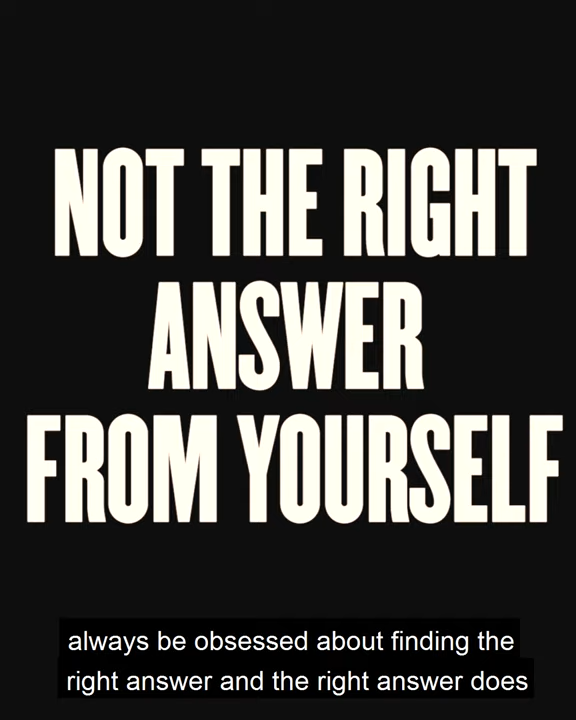 NOT THE RIGHT
ANSWER
FROM YOURSELF
always be obsessed about finding the
right answer and the right answer does